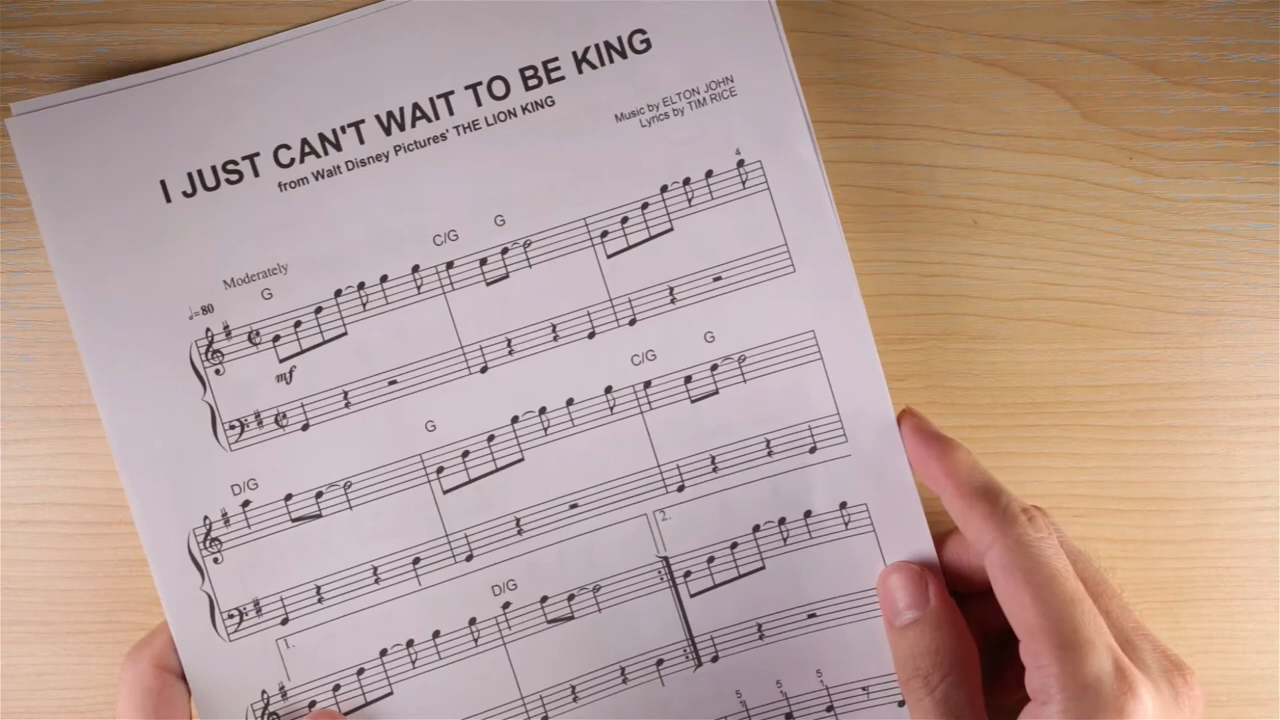 I JUST CAN'T WAIT TO BE KING
from Walt Disney Pictures' THE LION KING
Music by ELTON JOHN
Lyrics by TIM RICE
Moderately
♩=80
G
C/G
G
4
mf
C/G
G
G
D/G
2.
D/G
1.
5
5
5